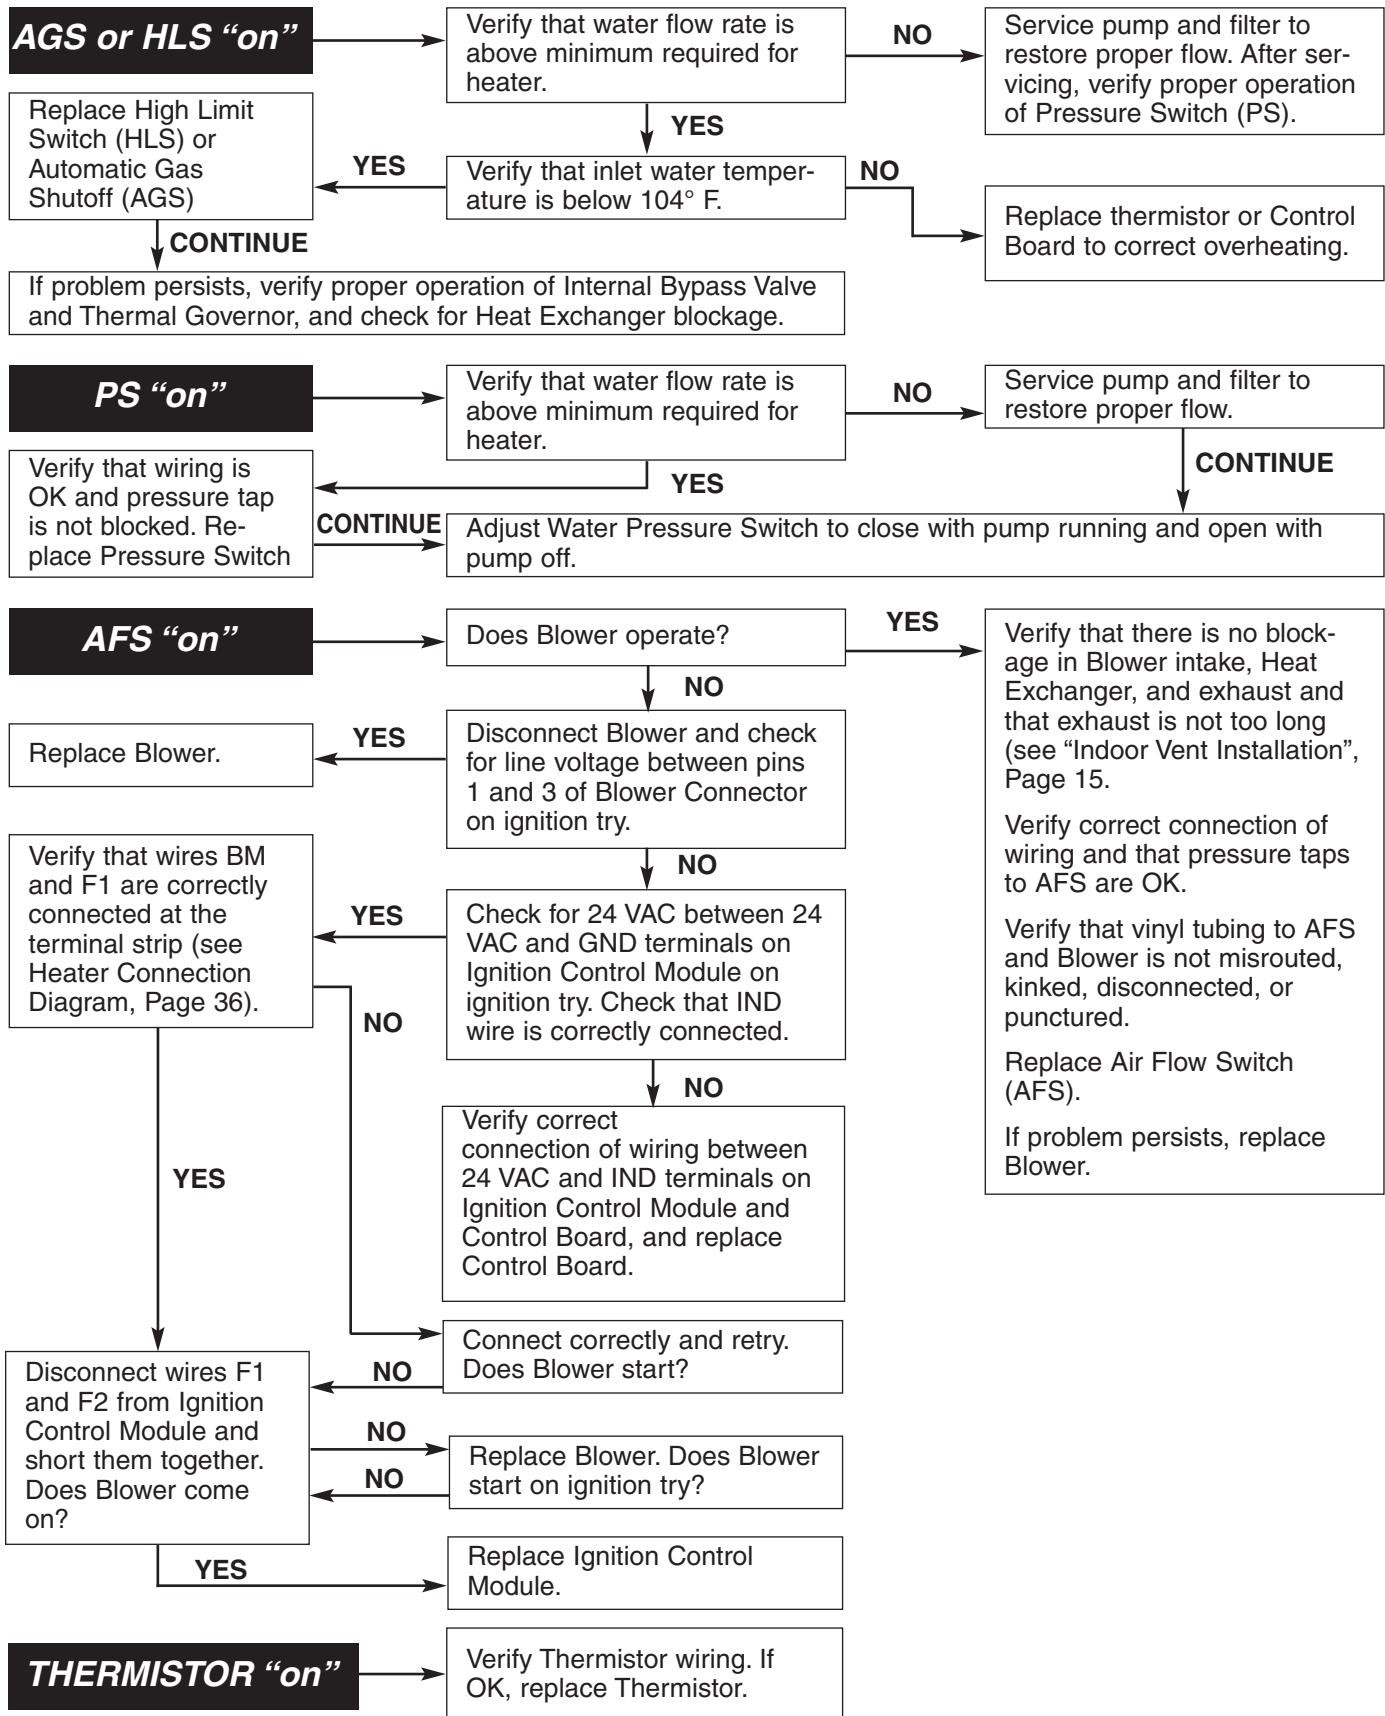 AGS or HLS “on”
Verify that water flow rate is
above minimum required for
heater.
NO
Service pump and filter to
restore proper flow. After ser-
vicing, verify proper operation
of Pressure Switch (PS).
YES
Replace High Limit
Switch (HLS) or
Automatic Gas
Shutoff (AGS)
YES
Verify that inlet water temper-
ature is below 104° F.
NO
Replace thermistor or Control
Board to correct overheating.
CONTINUE
If problem persists, verify proper operation of Internal Bypass Valve
and Thermal Governor, and check for Heat Exchanger blockage.
PS “on”
Verify that water flow rate is
above minimum required for
heater.
NO
Service pump and filter to
restore proper flow.
CONTINUE
YES
Verify that wiring is
OK and pressure tap
is not blocked. Re-
place Pressure Switch
CONTINUE
Adjust Water Pressure Switch to close with pump running and open with
pump off.
AFS “on”
Does Blower operate?
YES
Verify that there is no block-
age in Blower intake, Heat
Exchanger, and exhaust and
that exhaust is not too long
(see “Indoor Vent Installation”,
Page 15.
Verify correct connection of
wiring and that pressure taps
to AFS are OK.
Verify that vinyl tubing to AFS
and Blower is not misrouted,
kinked, disconnected, or
punctured.
Replace Air Flow Switch
(AFS).
If problem persists, replace
Blower.
NO
Replace Blower.
YES
Disconnect Blower and check
for line voltage between pins
1 and 3 of Blower Connector
on ignition try.
NO
Verify that wires BM
and F1 are correctly
connected at the
terminal strip (see
Heater Connection
Diagram, Page 36).
YES
Check for 24 VAC between 24
VAC and GND terminals on
Ignition Control Module on
ignition try. Check that IND
wire is correctly connected.
NO
NO
Verify correct
connection of wiring between
24 VAC and IND terminals on
Ignition Control Module and
Control Board, and replace
Control Board.
YES
Connect correctly and retry.
Does Blower start?
NO
Disconnect wires F1
and F2 from Ignition
Control Module and
short them together.
Does Blower come
on?
NO
Replace Blower. Does Blower
start on ignition try?
NO
YES
Replace Ignition Control
Module.
THERMISTOR “on”
Verify Thermistor wiring. If
OK, replace Thermistor.